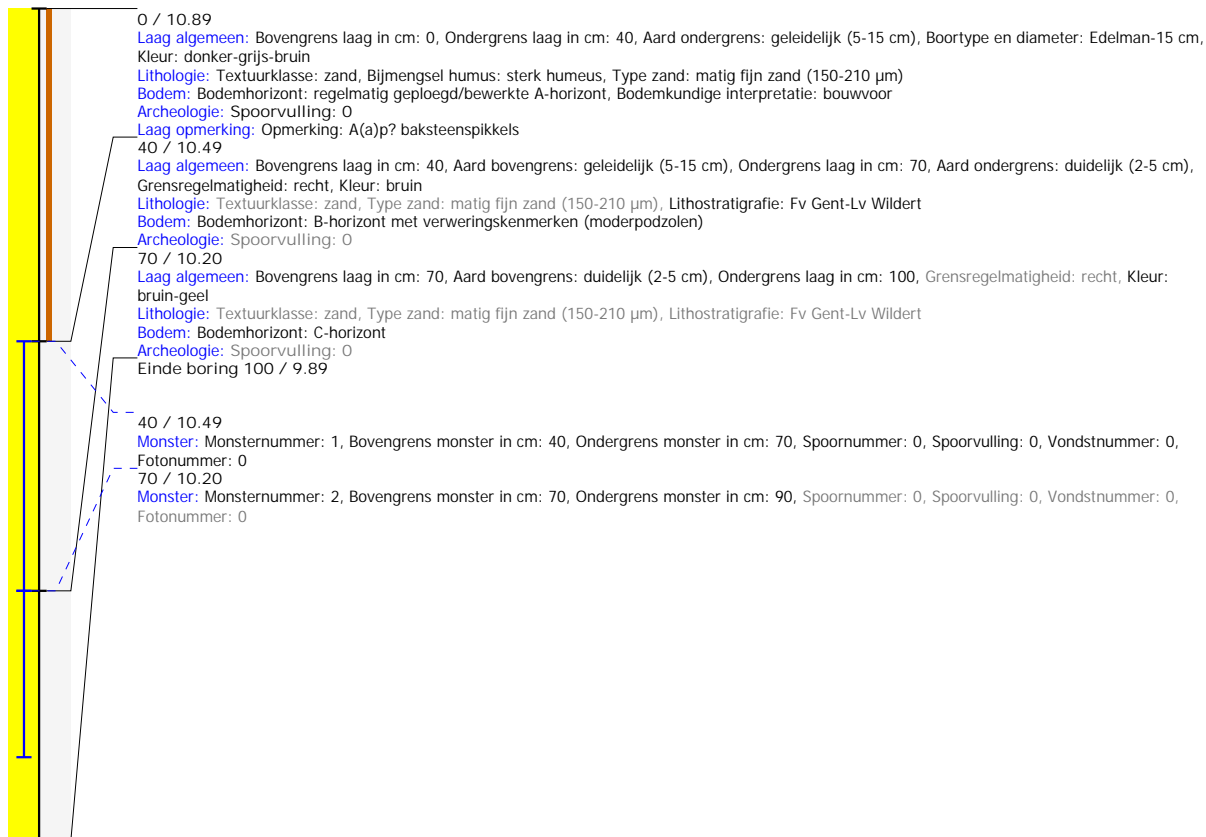 0 / 10.89
Laag algemeen: Bovengrens laag in cm: 0, Ondergrens laag in cm: 40, Aard ondergrens: geleidelijk (5-15 cm), Boortype en diameter: Edelman-15 cm,
Kleur: donker-grijs-bruin
Lithologie: Textuurklasse: zand, Bijmengsel humus: sterk humeus, Type zand: matig fijn zand (150-210 µm)
Bodem: Bodemhorizont: regelmatig geploegd/bewerkte A-horizont, Bodemkundige interpretatie: bouwvoor
Archeologie: Spoorvulling: 0
Laag opmerking: Opmerking: A(a)p? baksteenspikkels
40 / 10.49
Laag algemeen: Bovengrens laag in cm: 40, Aard bovengrens: geleidelijk (5-15 cm), Ondergrens laag in cm: 70, Aard ondergrens: duidelijk (2-5 cm),
Grensregelmatigheid: recht, Kleur: bruin
Lithologie: Textuurklasse: zand, Type zand: matig fijn zand (150-210 µm), Lithostratigrafie: Fv Gent-Lv Wildert
Bodem: Bodemhorizont: B-horizont met verweringskenmerken (moderpodzolen)
Archeologie: Spoorvulling: 0
70 / 10.20
Laag algemeen: Bovengrens laag in cm: 70, Aard bovengrens: duidelijk (2-5 cm), Ondergrens laag in cm: 100, Grensregelmatigheid: recht, Kleur:
bruin-geel
Lithologie: Textuurklasse: zand, Type zand: matig fijn zand (150-210 µm), Lithostratigrafie: Fv Gent-Lv Wildert
Bodem: Bodemhorizont: C-horizont
Archeologie: Spoorvulling: 0
Einde boring 100 / 9.89
40 / 10.49
Monster: Monsternummer: 1, Bovengrens monster in cm: 40, Ondergrens monster in cm: 70, Spoornummer: 0, Spoorvulling: 0, Vondstnummer: 0,
Fotonummer: 0
70 / 10.20
Monster: Monsternummer: 2, Bovengrens monster in cm: 70, Ondergrens monster in cm: 90, Spoornummer: 0, Spoorvulling: 0, Vondstnummer: 0,
Fotonummer: 0